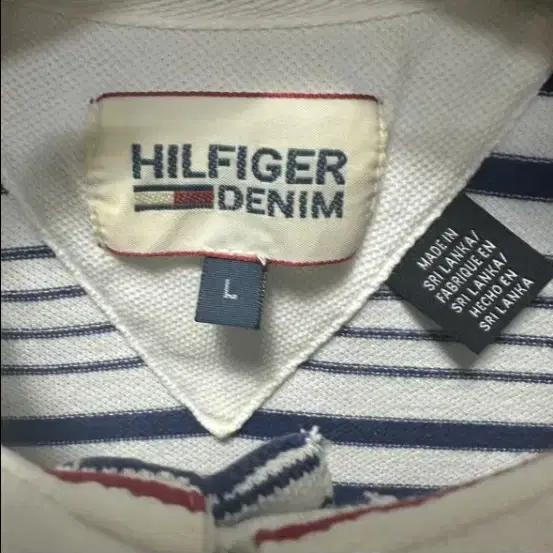 HILFIGER
DENIM
L
MADE IN
SRI LANKA/
FABRIQUE EN
SRI LANKA/
HECHO EN
SRI LANKA